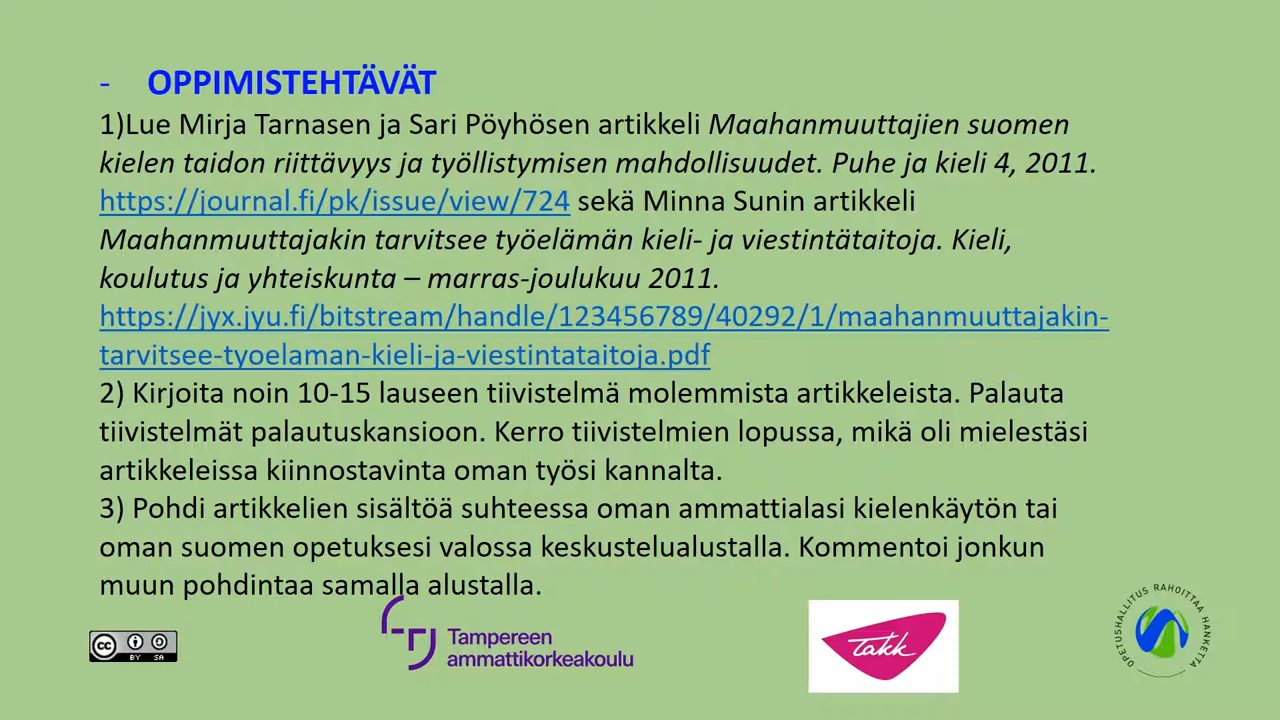 - OPPIMISTEHTÄVÄT
1)Lue Mirja Tarnasen ja Sari Pöyhösen artikkeli Maahanmuuttajien suomen
kielen taidon riittävyys ja työllistymisen mahdollisuudet. Puhe ja kieli 4, 2011.
https://journal.fi/pk/issue/view/724 sekä Minna Sunin artikkeli
Maahanmuuttajakin tarvitsee työelämän kieli- ja viestintätaitoja. Kieli,
koulutus ja yhteiskunta – marras-joulukuu 2011.
https://jyx.jyu.fi/bitstream/handle/123456789/40292/1/maahanmuuttajakin-
tarvitsee-tyoelaman-kieli-ja-viestintataitoja.pdf
2) Kirjoita noin 10-15 lauseen tiivistelmä molemmista artikkeleista. Palauta
tiivistelmät palautuskansioon. Kerro tiivistelmien lopussa, mikä oli mielestäsi
artikkeleissa kiinnostavinta oman työsi kannalta.
3) Pohdi artikkelien sisältöä suhteessa oman ammattialasi kielenkäytön tai
oman suomen opetuksesi valossa keskustelualustalla. Kommentoi jonkun
muun pohdintaa samalla alustalla.
cc BY SA
Tampereen
ammattikorkeakoulu
Takk
OPETUSHALLITUS RAHOITTAA HANKETTA